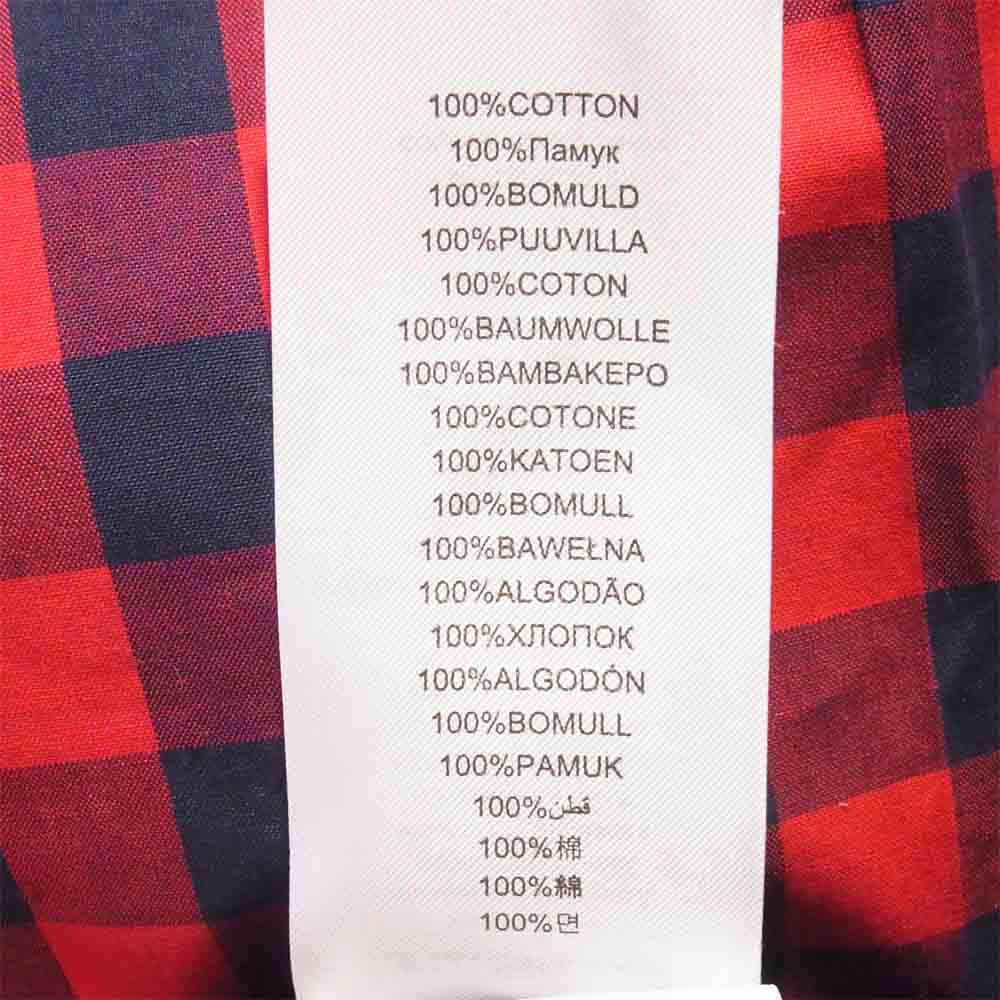 100%COTTON
100%Памук
100%BOMULD
100%PUUVILLA
100%COTON
100%BAUMWOLLE
100%BAMBAKEPO
100%COTONE
100%KATOEN
100%BOMULL
100%BAWEŁNA
100%ALGODÃO
100%ХЛОПОК
100%ALGODÓN
100%BOMULL
100%PAMUK
100%قطن
100%棉
100%綿
100%면